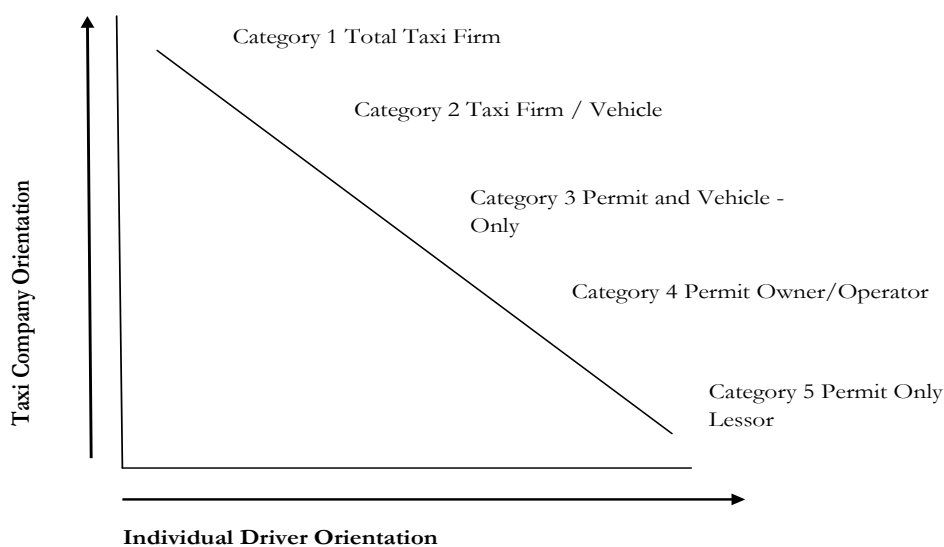 Category 1 Total Taxi Firm
Category 2 Taxi Firm / Vehicle
Category 3 Permit and Vehicle -
Only
Category 4 Permit Owner/Operator
Category 5 Permit Only
Lessor
Taxi Company Orientation
Individual Driver Orientation